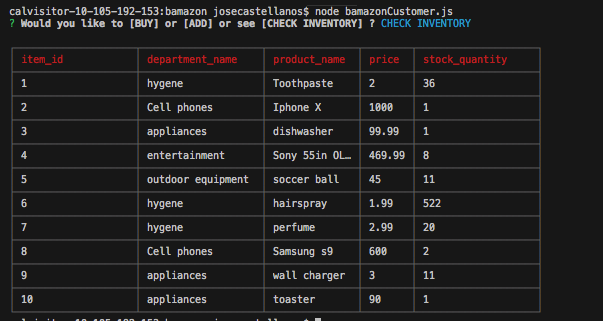 calvisitor-10-105-192-153:bamazon josecastellanos$ node bamazonCustomer.js
? Would you like to [BUY] or [ADD] or see [CHECK INVENTORY] ? CHECK INVENTORY
item_id department_name product_name price stock_quantity
1 hygene Toothpaste 2 36
2 Cell phones Iphone X 1000 1
3 appliances dishwasher 99.99 1
4 entertainment Sony 55in OL… 469.99 8
5 outdoor equipment soccer ball 45 11
6 hygene hairspray 1.99 522
7 hygene perfume 2.99 20
8 Cell phones Samsung s9 600 2
9 appliances wall charger 3 11
10 appliances toaster 90 1